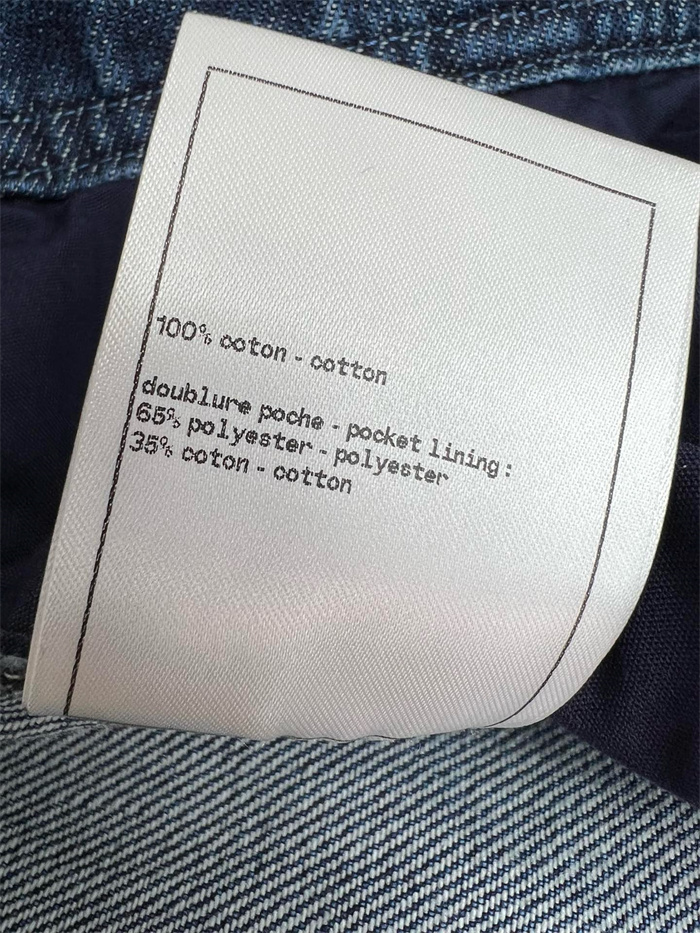 100% coton - cotton
doublure poche - pocket lining :
65% polyester - polyester
35% coton - cotton